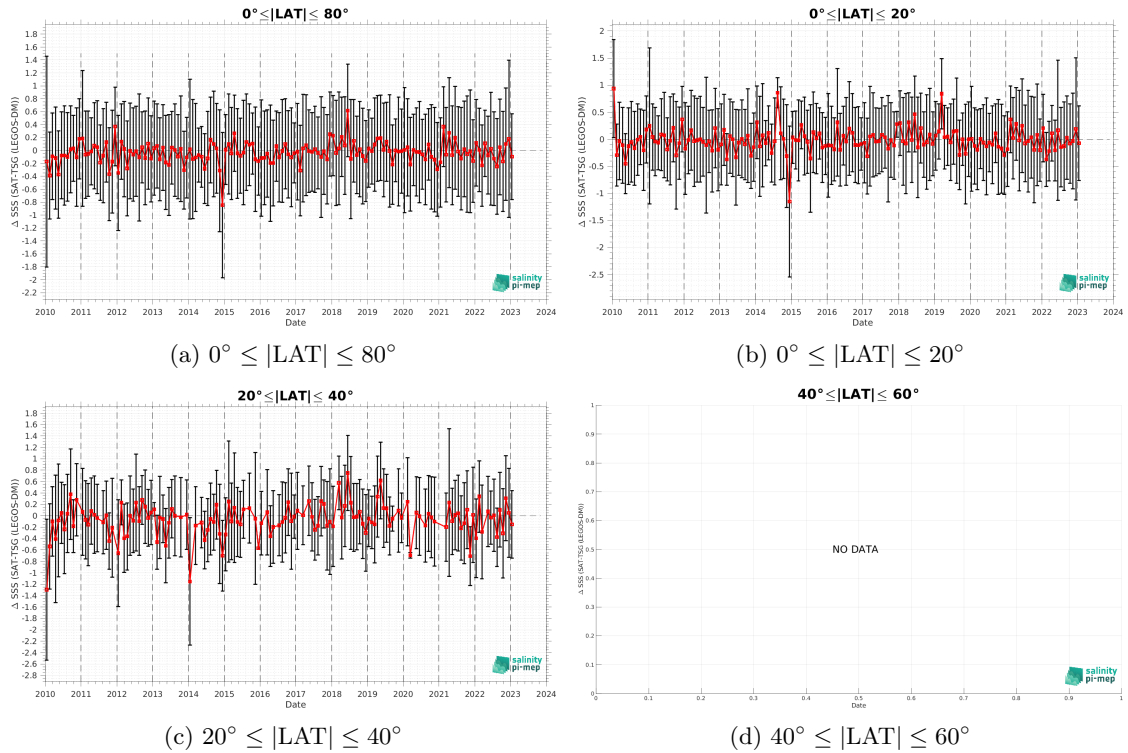 0°≤|LAT|≤ 80°
Δ SSS (SAT-TSG (LEGOS-DM))
1.8
1.6
1.4
1.2
1
0.8
0.6
0.4
0.2
0
-0.2
-0.4
-0.6
-0.8
-1
-1.2
-1.4
-1.6
-1.8
-2
-2.2
2010 2011 2012 2013 2014 2015 2016 2017 2018 2019 2020 2021 2022 2023 2024
Date
salinity
pi-mep
(a) 0° ≤ |LAT| ≤ 80°
0°≤|LAT|≤ 20°
Δ SSS (SAT-TSG (LEGOS-DM))
2
1.5
1
0.5
0
-0.5
-1
-1.5
-2
-2.5
2010 2011 2012 2013 2014 2015 2016 2017 2018 2019 2020 2021 2022 2023 2024
Date
salinity
pi-mep
(b) 0° ≤ |LAT| ≤ 20°
20°≤|LAT|≤ 40°
Δ SSS (SAT-TSG (LEGOS-DM))
1.8
1.6
1.4
1.2
1
0.8
0.6
0.4
0.2
0
-0.2
-0.4
-0.6
-0.8
-1
-1.2
-1.4
-1.6
-1.8
-2
-2.2
-2.4
-2.6
-2.8
2010 2011 2012 2013 2014 2015 2016 2017 2018 2019 2020 2021 2022 2023 2024
Date
salinity
pi-mep
(c) 20° ≤ |LAT| ≤ 40°
40°≤|LAT|≤ 60°
Δ SSS (SAT-TSG (LEGOS-DM))
1
0.9
0.8
0.7
0.6
0.5
0.4
0.3
0.2
0.1
0
NO DATA
0 0.1 0.2 0.3 0.4 0.5 0.6 0.7 0.8 0.9 1
Date
salinity
pi-mep
(d) 40° ≤ |LAT| ≤ 60°